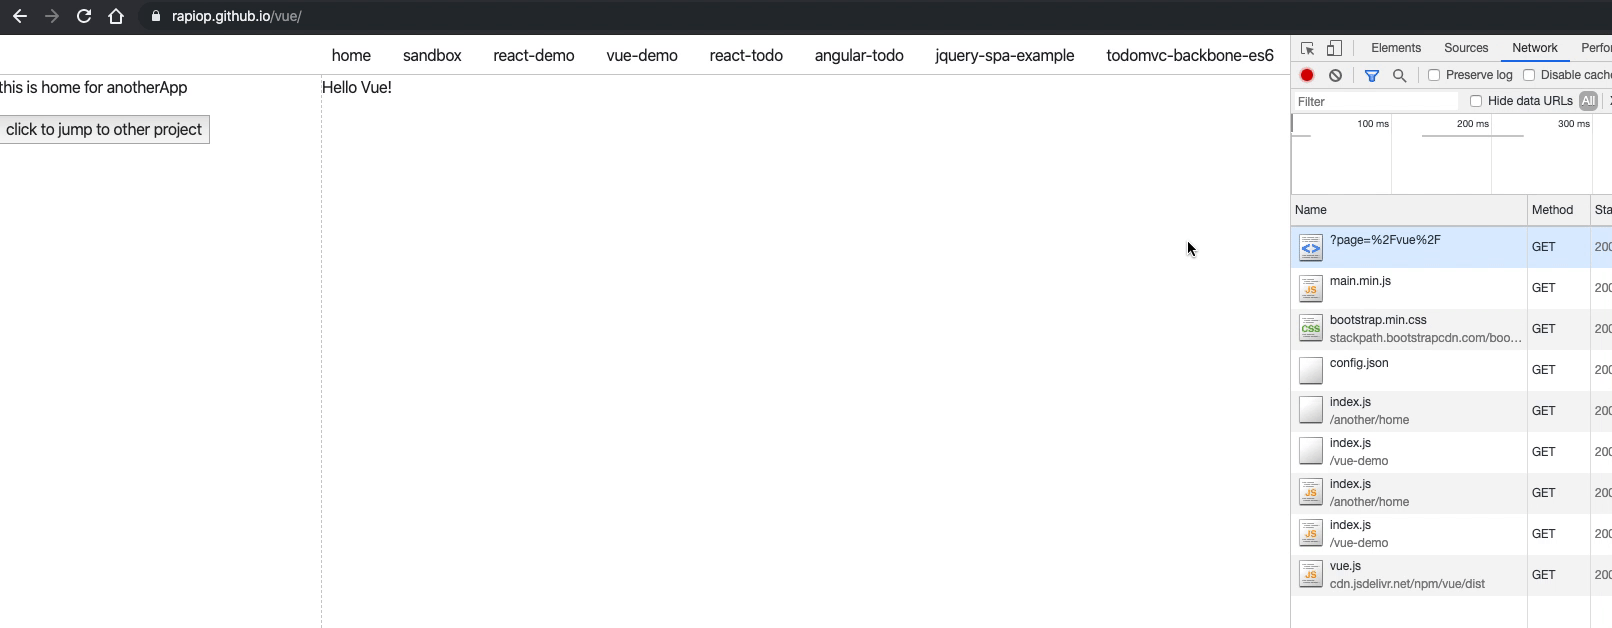 rapiop.github.io/vue/
home sandbox react-demo vue-demo react-todo angular-todo jquery-spa-example todomvc-backbone-es6
this is home for anotherApp
Hello Vue!
click to jump to other project
Elements Sources Network Perfo
Preserve log Disable cache
Filter Hide data URLs All
100 ms 200 ms 300 ms
Name Method Sta
?page=%2Fvue%2F GET 200
main.min.js GET 200
bootstrap.min.css
stackpath.bootstrapcdn.com/boo... GET 200
config.json GET 200
index.js
/another/home GET 200
index.js
/vue-demo GET 200
index.js
/another/home GET 200
index.js
/vue-demo GET 200
vue.js
cdn.jsdelivr.net/npm/vue/dist GET 200